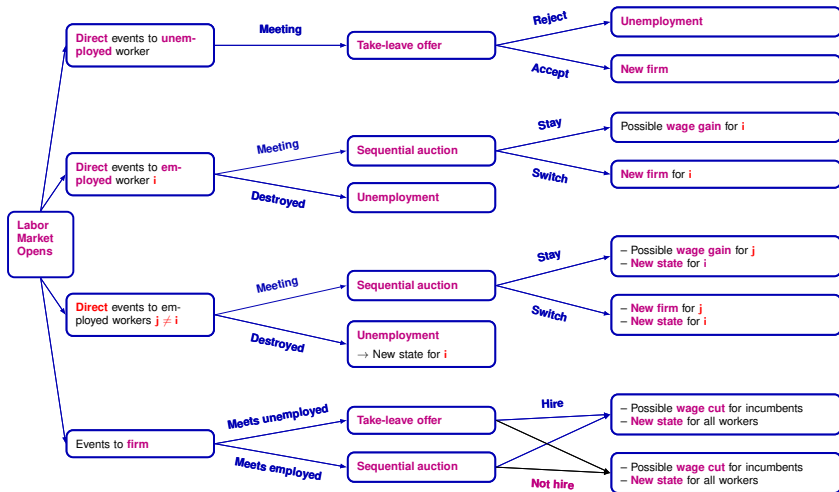 Labor
Market
Opens
Direct events to unem-
ployed worker
Meeting
Take-leave offer
Reject
Unemployment
Accept
New firm
Direct events to em-
ployed worker i
Meeting
Sequential auction
Destroyed
Unemployment
Stay
Possible wage gain for i
Switch
New firm for i
Direct events to em-
ployed workers j ≠ i
Meeting
Sequential auction
Destroyed
Unemployment
→ New state for i
Stay
– Possible wage gain for j
– New state for i
Switch
– New firm for j
– New state for i
Events to firm
Meets unemployed
Take-leave offer
Meets employed
Sequential auction
Hire
– Possible wage cut for incumbents
– New state for all workers
Not hire
– Possible wage cut for incumbents
– New state for all workers